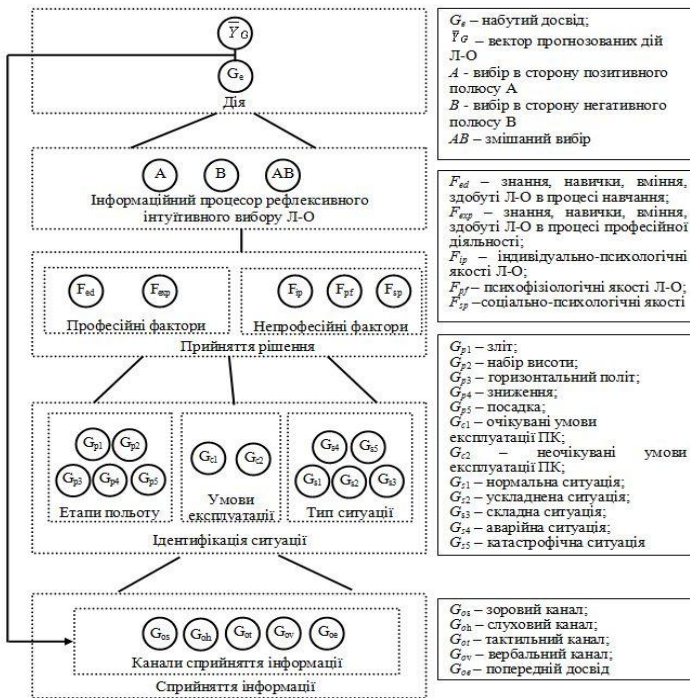 Y̅G
Ge
Дія
A B AB
Інформаційний процесор рефлексивного
інтуїтивного вибору Л-О
Fed Fexp
Професійні фактори
Fip Fpf Fsp
Непрофесійні фактори
Прийняття рішення
Gp1 Gp2
Gp3 Gp4 Gp5
Етапи польоту
Gc1 Gc2
Умови
експлуатації
Gs4 Gs5
Gs1 Gs2 Gs3
Тип ситуації
Ідентифікація ситуації
Gos Goh Got Gov Goe
Канали сприйняття інформації
Сприйняття інформації
Ge – набутий досвід;
Y̅G – вектор прогнозованих дій
Л-О
A - вибір в сторону позитивного
полюсу А
B - вибір в сторону негативного
полюсу В
AB – змішаний вибір
Fed – знання, навички, вміння,
здобуті Л-О в процесі навчання;
Fexp – знання, навички, вміння,
здобуті Л-О в процесі професійної
діяльності;
Fip – індивідуально-психологічні
якості Л-О;
Fpf – психофізіологічні якості Л-О;
Fsp –соціально-психологічні якості
Gp1 – зліт;
Gp2 – набір висоти;
Gp3 – горизонтальний політ;
Gp4 – зниження;
Gp5 – посадка;
Gc1 – очікувані умови
експлуатації ПК;
Gc2 – неочікувані умови
експлуатації ПК;
Gs1 – нормальна ситуація;
Gs2 – ускладнена ситуація;
Gs3 – складна ситуація;
Gs4 – аварійна ситуація;
Gs5 – катастрофічна ситуація
Gos – зоровий канал;
Goh – слуховий канал;
Got – тактильний канал;
Gov – вербальний канал;
Goe – попередній досвід